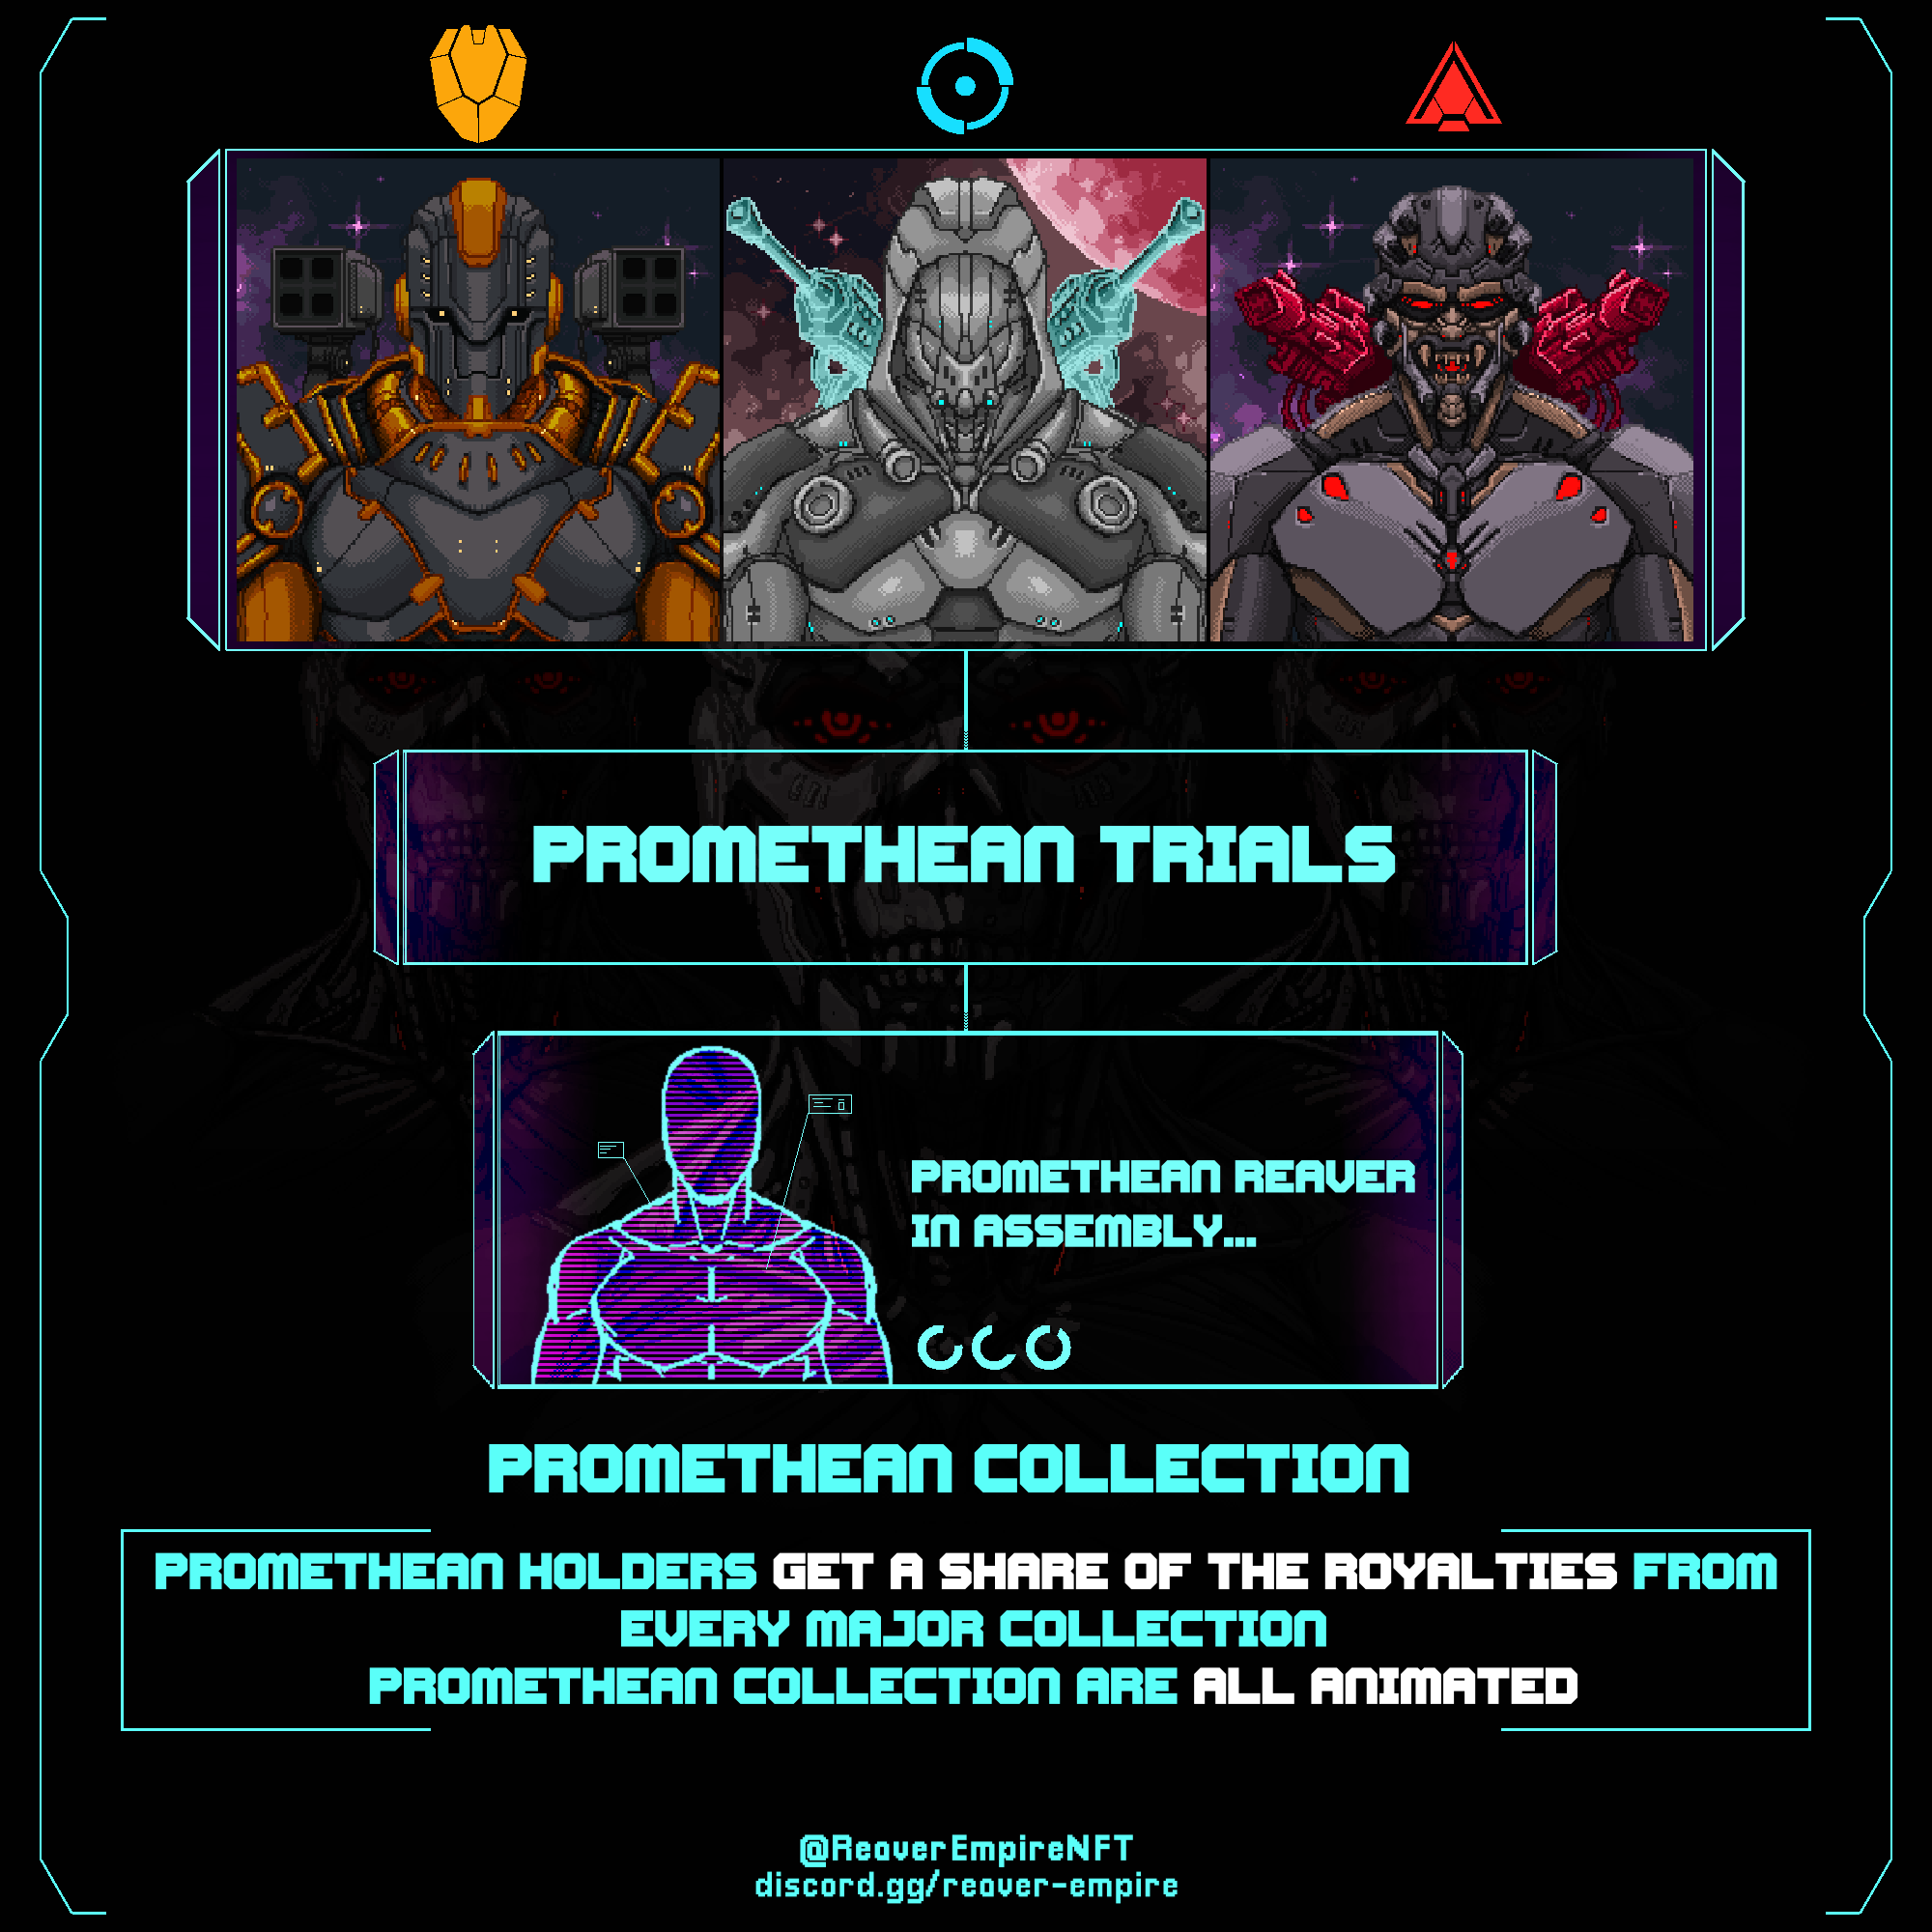 PROMETHEAN TRIALS
PROMETHEAN REAVER
IN ASSEMBLY...
PROMETHEAN COLLECTION
PROMETHEAN HOLDERS GET A SHARE OF THE ROYALTIES FROM
EVERY MAJOR COLLECTION
PROMETHEAN COLLECTION ARE ALL ANIMATED
@ReaverEmpireNFT
discord.gg/reaver-empire